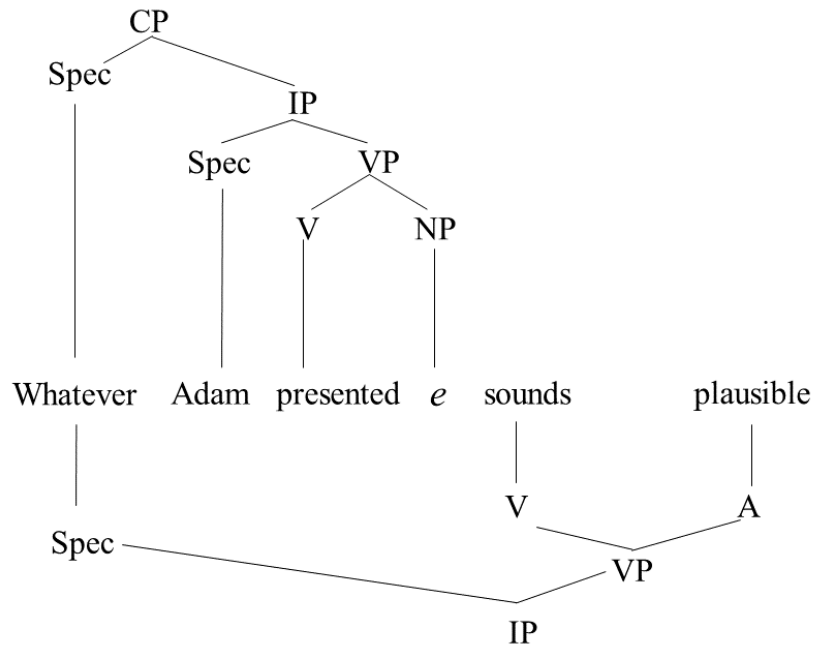 CP
Spec
IP
Spec VP
V NP
Whatever Adam presented e sounds plausible
V A
Spec
VP
IP